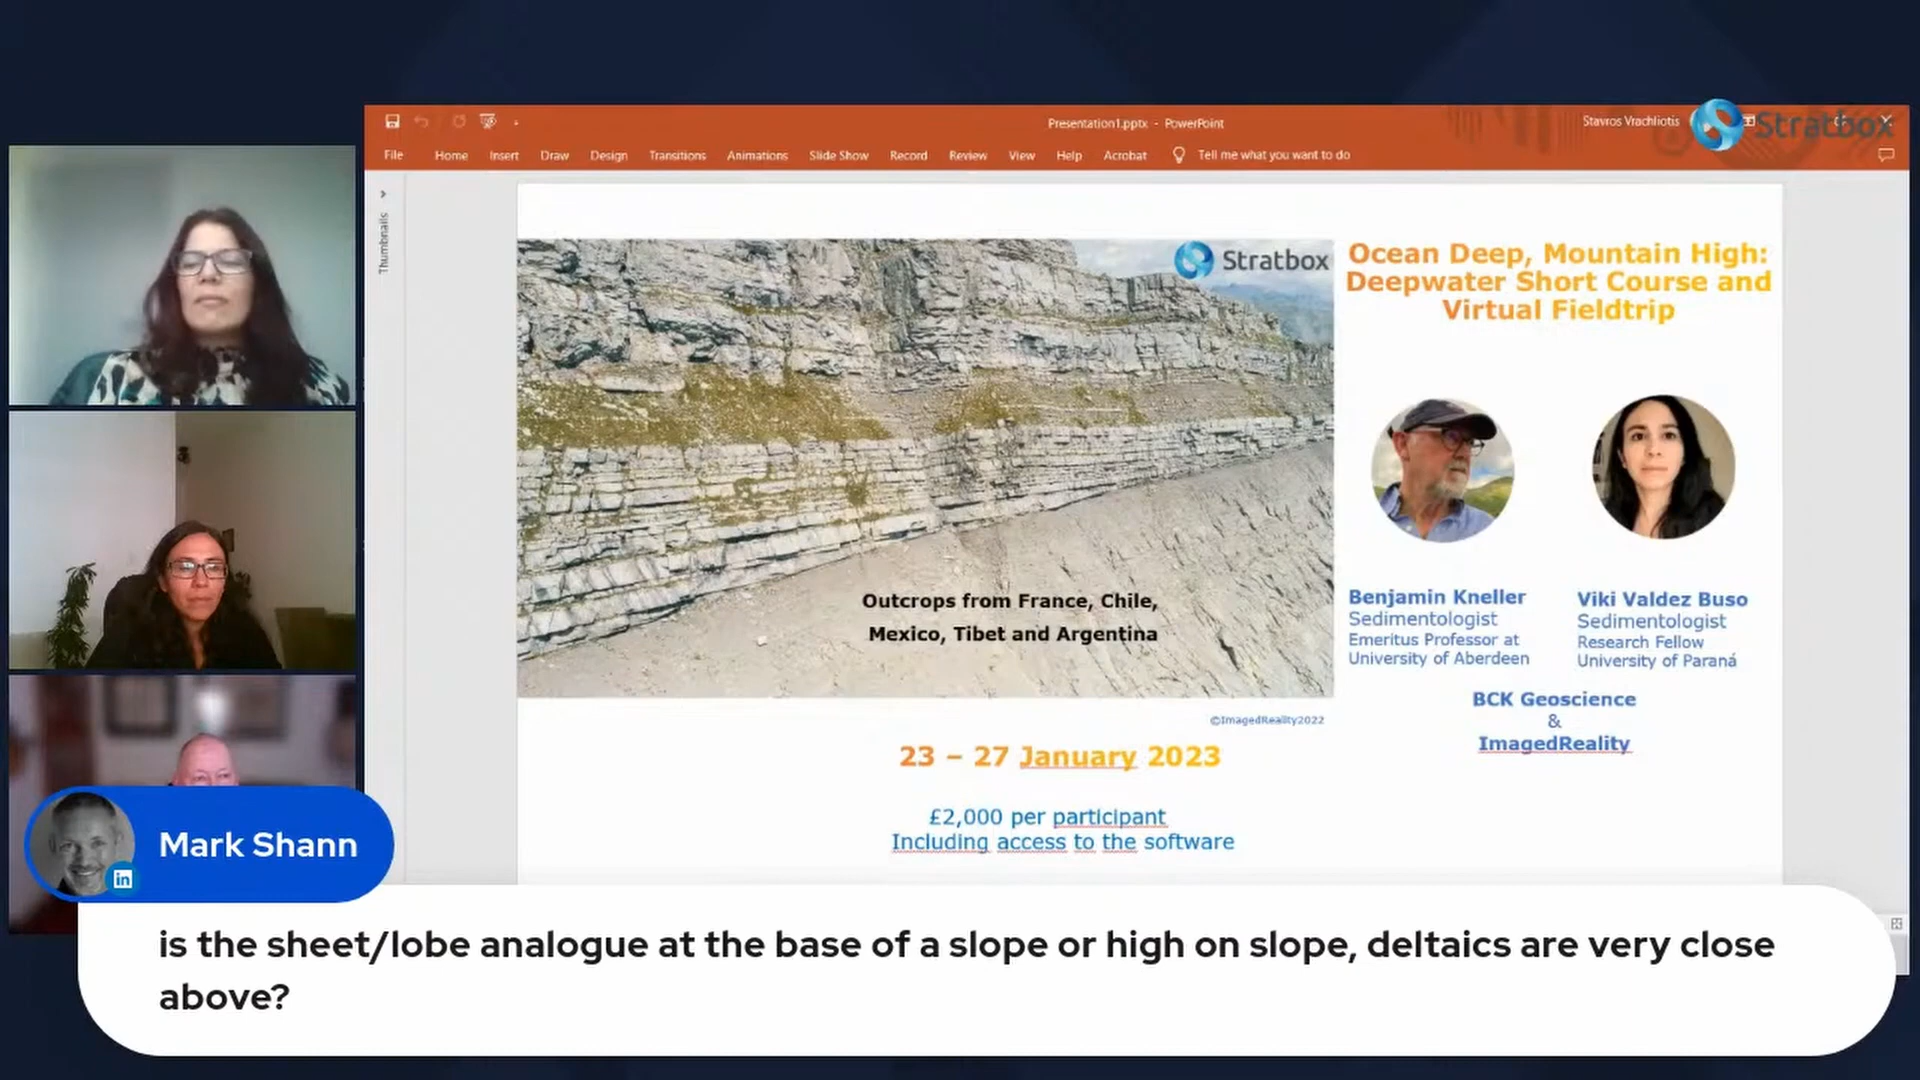 Presentation1.pptx - PowerPoint
Stavros Vrachliotis
Stratbox
File Home Insert Draw Design Transitions Animations Slide Show Record Review View Help Acrobat Tell me what you want to do
Thumbnails
Stratbox
Ocean Deep, Mountain High:
Deepwater Short Course and
Virtual Fieldtrip
Outcrops from France, Chile,
Mexico, Tibet and Argentina
©ImagedReality2022
Benjamin Kneller
Sedimentologist
Emeritus Professor at
University of Aberdeen
Viki Valdez Buso
Sedimentologist
Research Fellow
University of Paraná
BCK Geoscience
&
ImagedReality
23 – 27 January 2023
£2,000 per participant
Including access to the software
Mark Shann
in
is the sheet/lobe analogue at the base of a slope or high on slope, deltaics are very close
above?